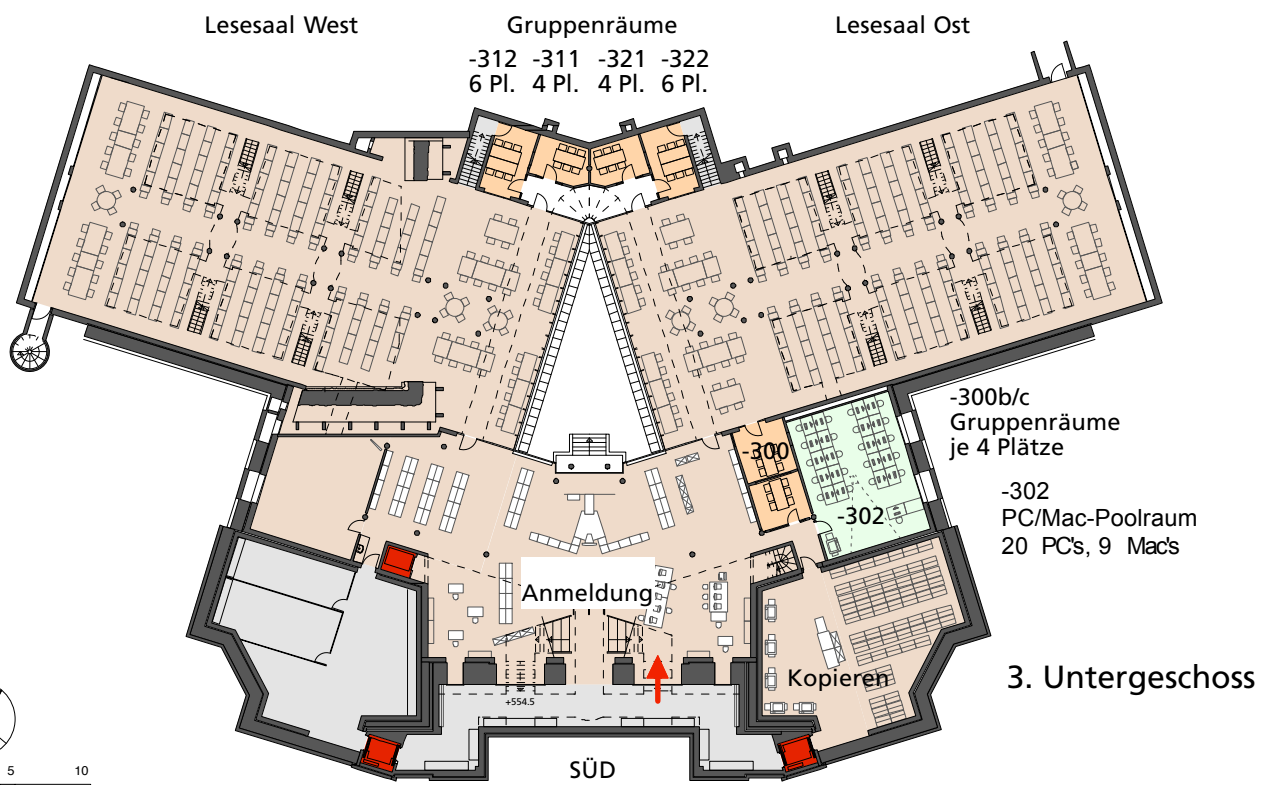 Lesesaal West
Gruppenräume
Lesesaal Ost
-312 -311 -321 -322
6 Pl. 4 Pl. 4 Pl. 6 Pl.
-300b/c
Gruppenräume
je 4 Plätze
-300
-302
-302
PC/Mac-Poolraum
20 PC's, 9 Mac's
Anmeldung
Kopieren
3. Untergeschoss
+554.5
SÜD
5 10